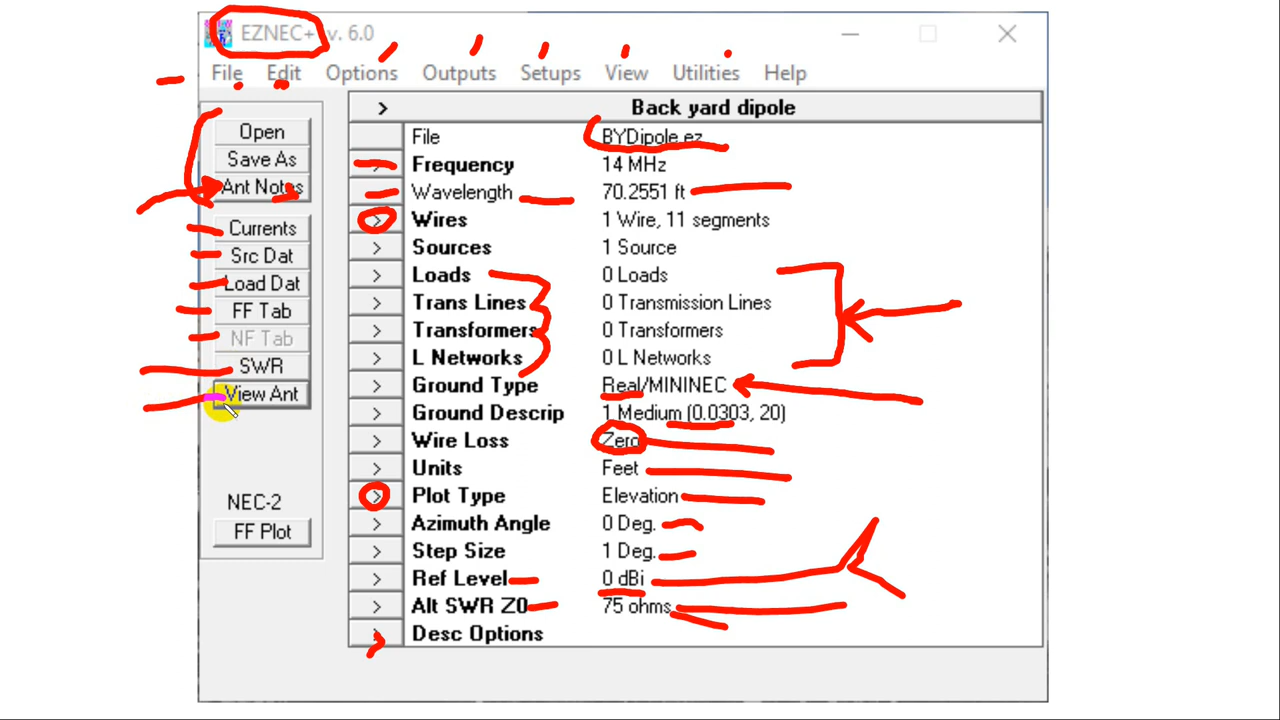 EZNEC+ v. 6.0
File Edit Options Outputs Setups View Utilities Help
> Back yard dipole
Open
Save As
Ant Notes
Currents
Src Dat
Load Dat
FF Tab
NF Tab
SWR
View Ant
NEC-2
FF Plot
File BYDipole.ez
> Frequency 14 MHz
Wavelength 70.2551 ft
> Wires 1 Wire, 11 segments
> Sources 1 Source
> Loads 0 Loads
> Trans Lines 0 Transmission Lines
> Transformers 0 Transformers
> L Networks 0 L Networks
> Ground Type Real/MININEC
> Ground Descrip 1 Medium (0.0303, 20)
> Wire Loss Zero
> Units Feet
> Plot Type Elevation
> Azimuth Angle 0 Deg.
> Step Size 1 Deg.
> Ref Level 0 dBi
> Alt SWR Z0 75 ohms
> Desc Options